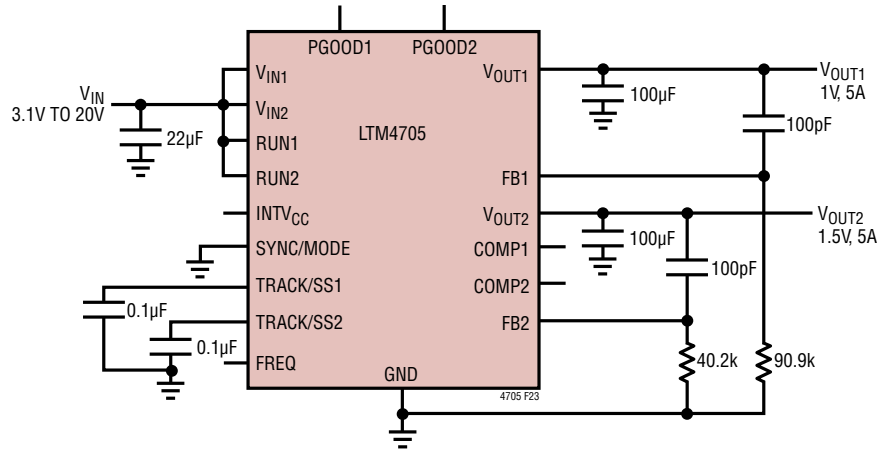 PGOOD1 PGOOD2
VIN
3.1V TO 20V
22µF
VIN1
VIN2
RUN1
RUN2
INTVCC
SYNC/MODE
TRACK/SS1
TRACK/SS2
FREQ
0.1µF
0.1µF
LTM4705
GND
VOUT1
FB1
VOUT2
COMP1
COMP2
FB2
100µF
100pF
VOUT1
1V, 5A
100µF
100pF
VOUT2
1.5V, 5A
40.2k
90.9k
4705 F23